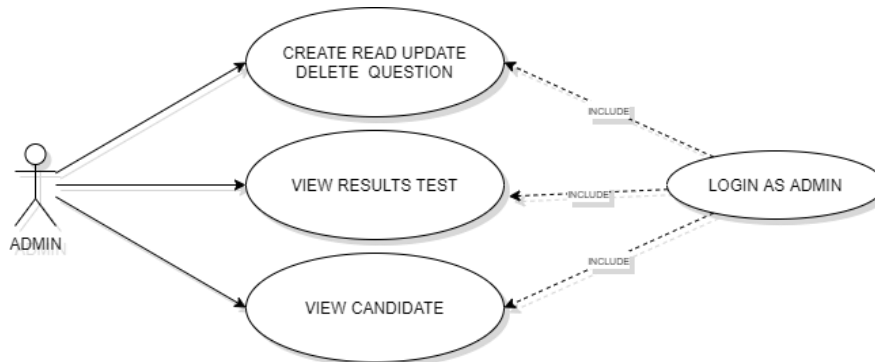 CREATE READ UPDATE
DELETE QUESTION
INCLUDE
VIEW RESULTS TEST
INCLUDE
LOGIN AS ADMIN
ADMIN
INCLUDE
VIEW CANDIDATE